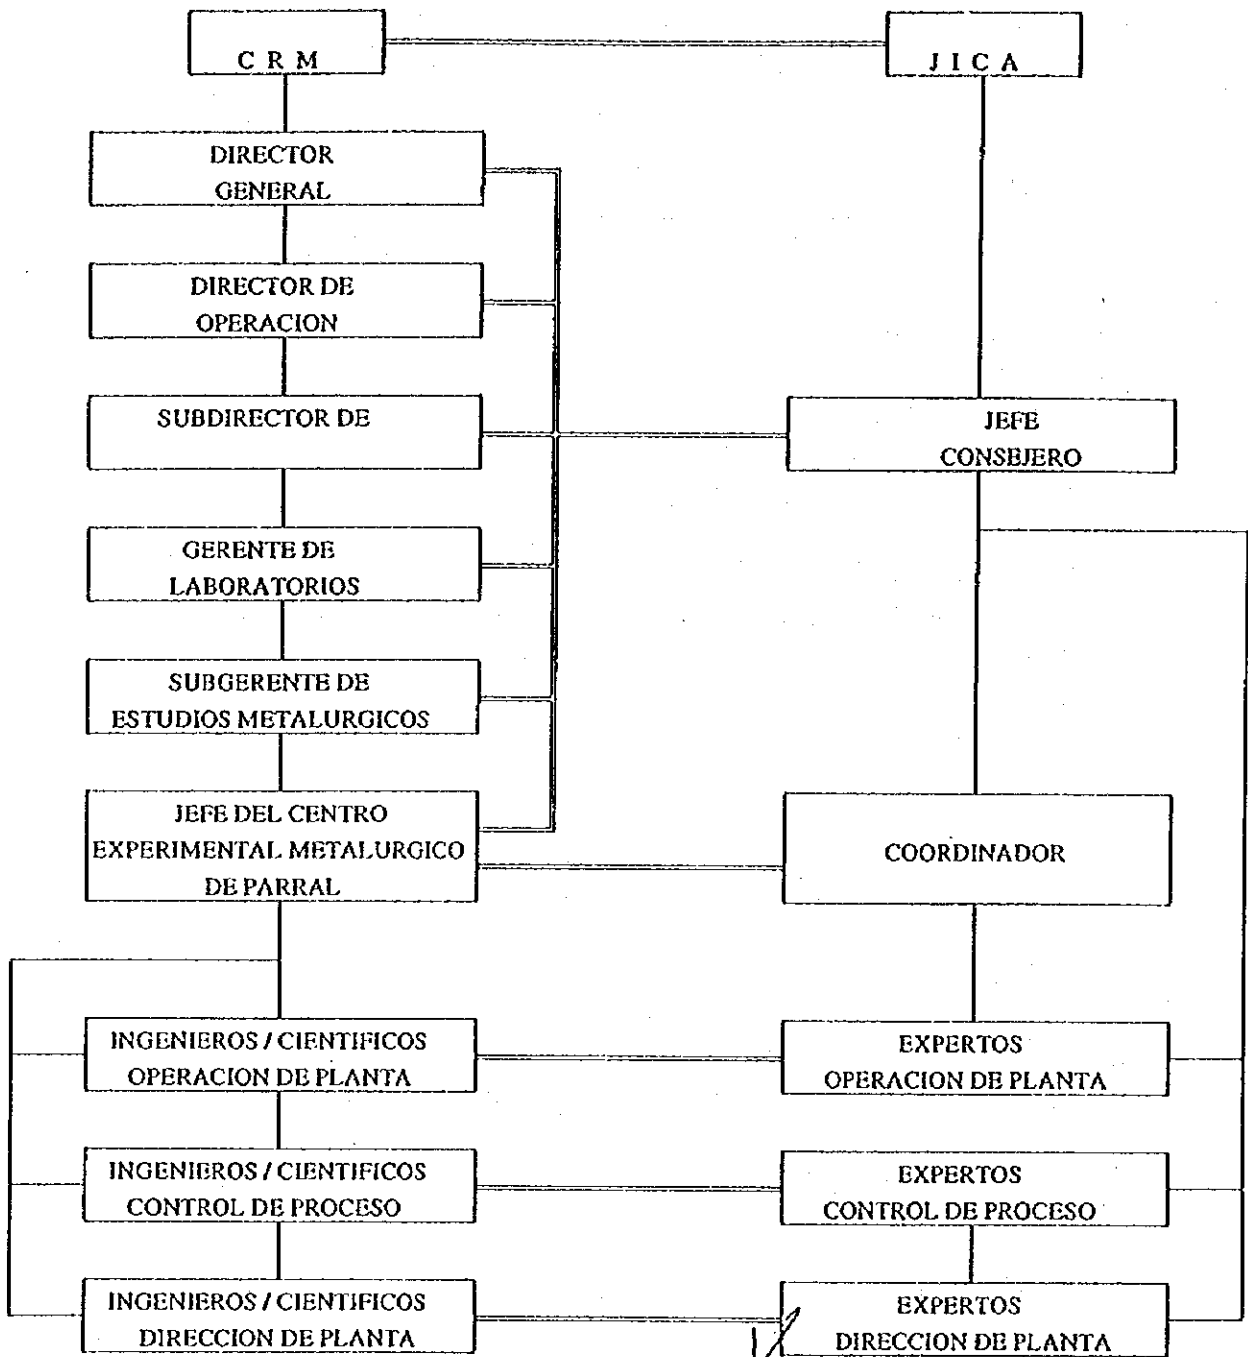 C R M
J I C A
DIRECTOR
GENERAL
DIRECTOR DE
OPERACION
SUBDIRECTOR DE
JEFE
CONSEJERO
GERENTE DE
LABORATORIOS
SUBGERENTE DE
ESTUDIOS METALURGICOS
JEFE DEL CENTRO
EXPERIMENTAL METALURGICO
DE PARRAL
COORDINADOR
INGENIEROS / CIENTIFICOS
OPERACION DE PLANTA
EXPERTOS
OPERACION DE PLANTA
INGENIEROS / CIENTIFICOS
CONTROL DE PROCESO
EXPERTOS
CONTROL DE PROCESO
INGENIEROS / CIENTIFICOS
DIRECCION DE PLANTA
EXPERTOS
DIRECCION DE PLANTA